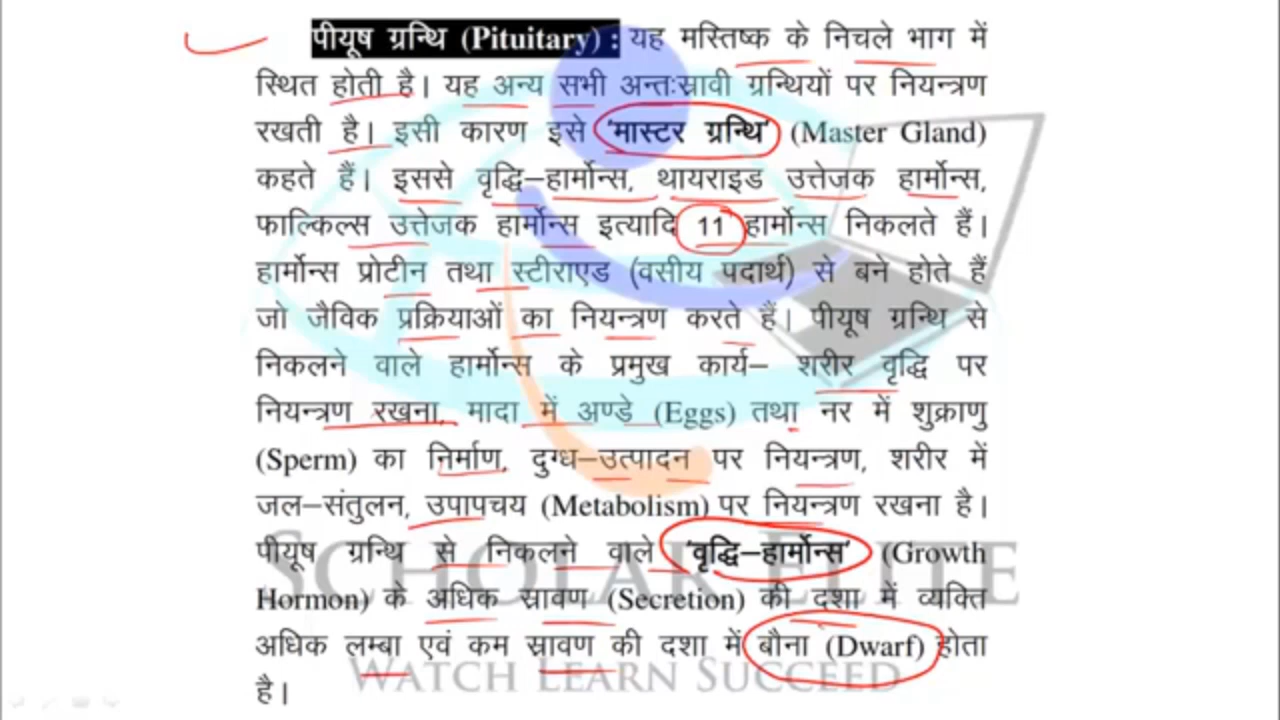 पीयूष ग्रन्थि (Pituitary) : यह मस्तिष्क के निचले भाग में
स्थित होती है। यह अन्य सभी अन्तःस्रावी ग्रन्थियों पर नियन्त्रण
रखती है। इसी कारण इसे 'मास्टर ग्रन्थि' (Master Gland)
कहते हैं। इससे वृद्धि–हार्मोन्स, थायराइड उत्तेजक हार्मोन्स,
फाल्किल्स उत्तेजक हार्मोन्स इत्यादि 11 हार्मोन्स निकलते हैं।
हार्मोन्स प्रोटीन तथा स्टीराएड (वसीय पदार्थ) से बने होते हैं
जो जैविक प्रक्रियाओं का नियन्त्रण करते हैं। पीयूष ग्रन्थि से
निकलने वाले हार्मोन्स के प्रमुख कार्य– शरीर वृद्धि पर
नियन्त्रण रखना, मादा में अण्डे (Eggs) तथा नर में शुक्राणु
(Sperm) का निर्माण, दुग्ध–उत्पादन पर नियन्त्रण, शरीर में
जल–संतुलन, उपापचय (Metabolism) पर नियन्त्रण रखना है।
पीयूष ग्रन्थि से निकलने वाले 'वृद्धि–हार्मोन्स' (Growth
Hormon) के अधिक स्रावण (Secretion) की दशा में व्यक्ति
अधिक लम्बा एवं कम स्रावण की दशा में बौना (Dwarf) होता
है।
SCHOLAR ELITE
WATCH LEARN SUCCEED